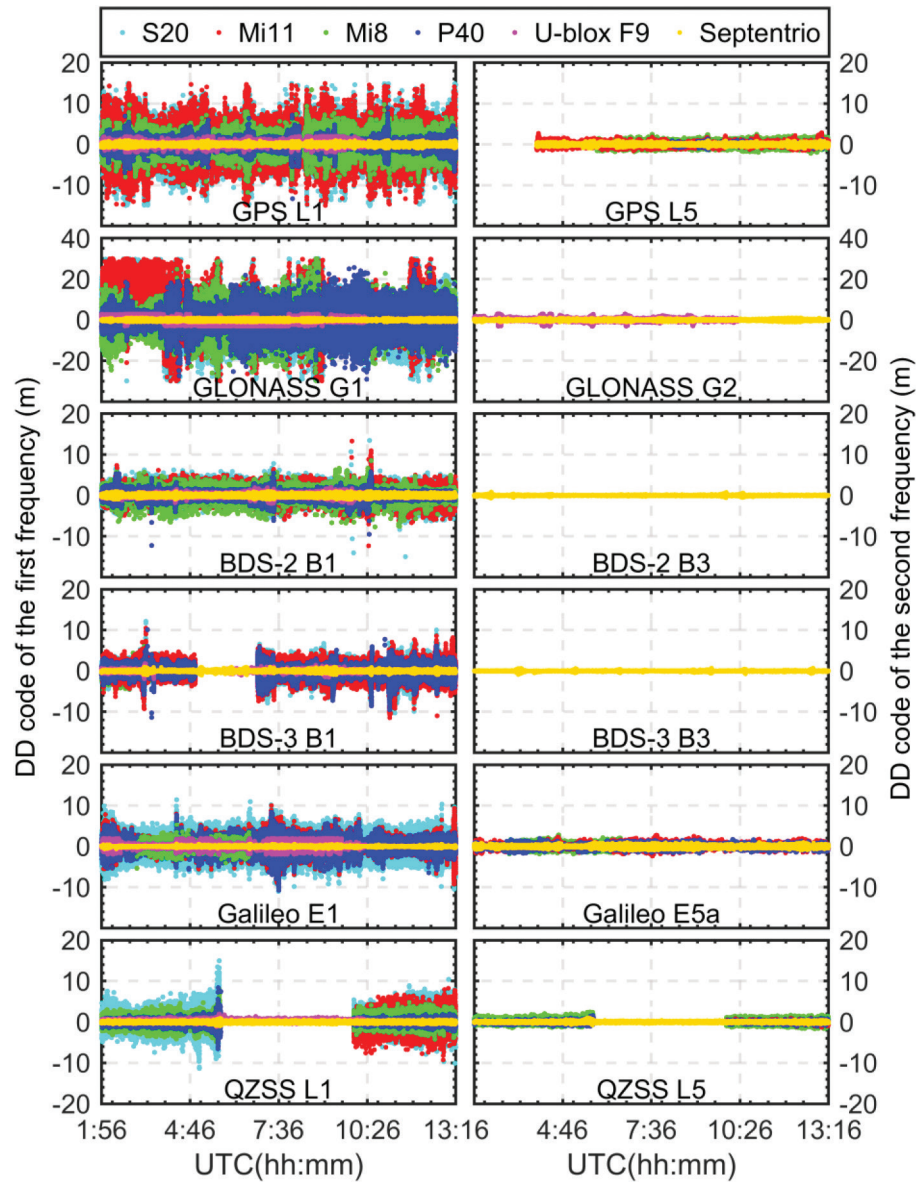 S20 Mi11 Mi8 P40 U-blox F9 Septentrio
20 20
10 10
0 0
-10 -10
GPS L1 GPS L5
40 40
20 20
0 0
-20 -20
GLONASS G1 GLONASS G2
20 20
10 10
0 0
-10 -10
BDS-2 B1 BDS-2 B3
20 20
10 10
0 0
-10 -10
BDS-3 B1 BDS-3 B3
20 20
10 10
0 0
-10 -10
Galileo E1 Galileo E5a
20 20
10 10
0 0
-10 -10
QZSS L1 QZSS L5
-20 -20
1:56 4:46 7:36 10:26 13:16 4:46 7:36 10:26 13:16
UTC(hh:mm) UTC(hh:mm)
DD code of the first frequency (m)
DD code of the second frequency (m)